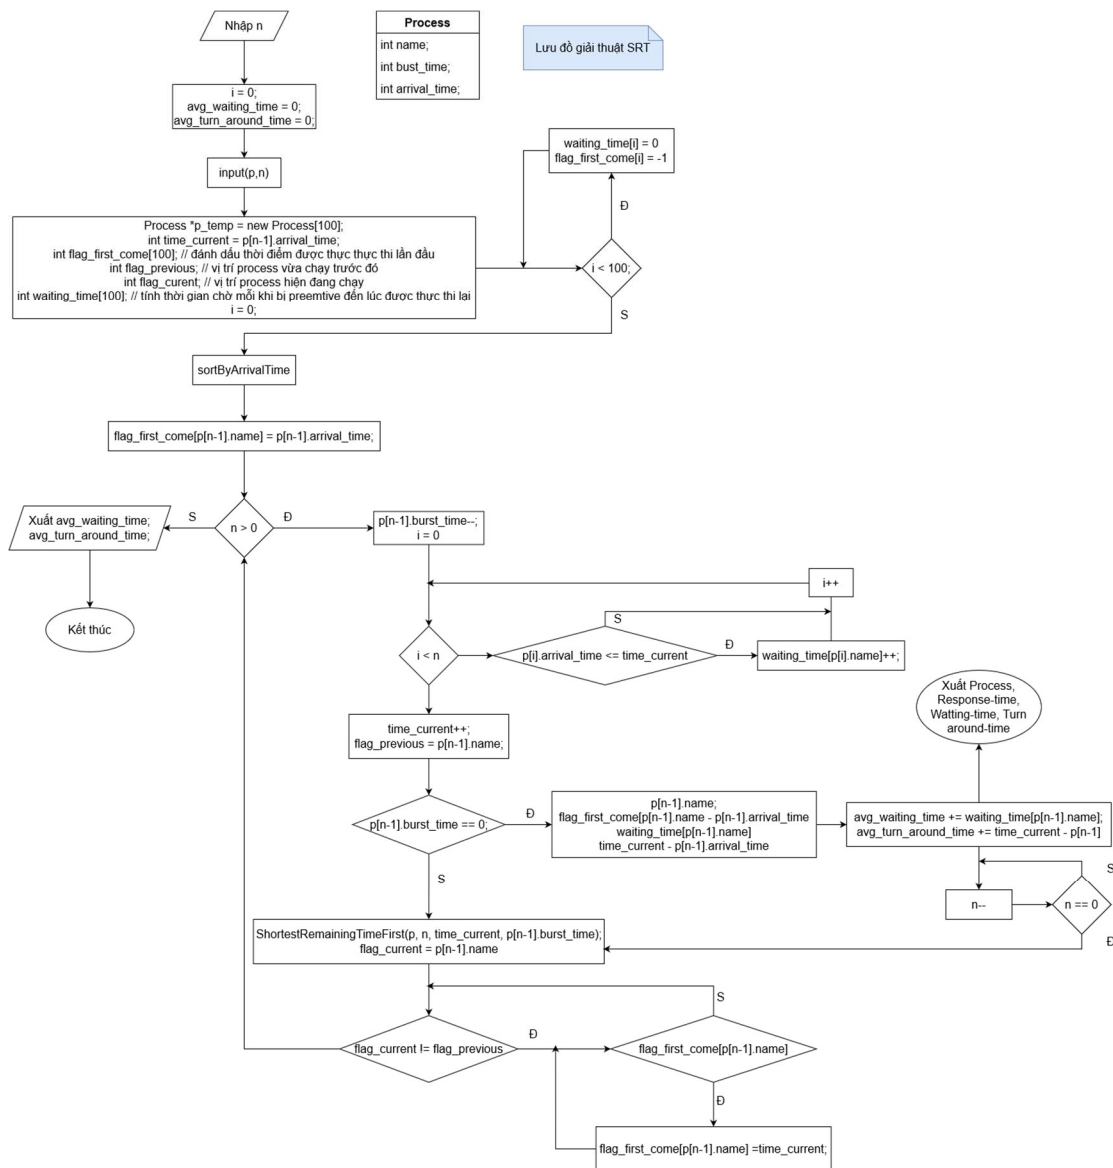 Nhập n
Process
int name;
int bust_time;
int arrival_time;
Lưu đồ giải thuật SRT
i = 0;
avg_waiting_time = 0;
avg_turn_around_time = 0;
input(p,n)
waiting_time[i] = 0
flag_first_come[i] = -1
Đ
Process *p_temp = new Process[100];
int time_current = p[n-1].arrival_time;
int flag_first_come[100]; // đánh dấu thời điểm được thực thực thi lần đầu
int flag_previous; // vị trí process vừa chạy trước đó
int flag_curent; // vị trí process hiện đang chạy
int waiting_time[100]; // tính thời gian chờ mỗi khi bị preemtive đến lúc được thực thi lại
i = 0;
i < 100;
S
sortByArrivalTime
flag_first_come[p[n-1].name] = p[n-1].arrival_time;
Xuất avg_waiting_time;
avg_turn_around_time;
S
n > 0
Đ
p[n-1].burst_time--;
i = 0
i++
Kết thúc
S
i < n
p[i].arrival_time <= time_current
Đ
waiting_time[p[i].name]++;
Xuất Process,
Response-time,
Watting-time, Turn
around-time
time_current++;
flag_previous = p[n-1].name;
p[n-1].burst_time == 0;
Đ
p[n-1].name;
flag_first_come[p[n-1].name - p[n-1].arrival_time
waiting_time[p[n-1].name]
time_current - p[n-1].arrival_time
avg_waiting_time += waiting_time[p[n-1].name];
avg_turn_around_time += time_current - p[n-1]
S
S
n--
n == 0
Đ
ShortestRemainingTimeFirst(p, n, time_current, p[n-1].burst_time);
flag_current = p[n-1].name
S
flag_current != flag_previous
Đ
flag_first_come[p[n-1].name]
Đ
flag_first_come[p[n-1].name] =time_current;